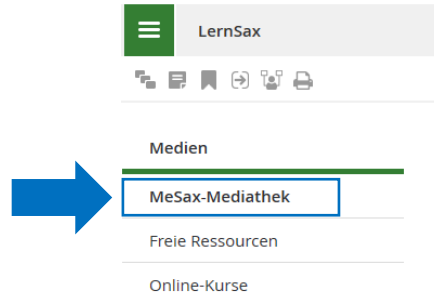 LernSax
Medien
MeSax-Mediathek
Freie Ressourcen
Online-Kurse